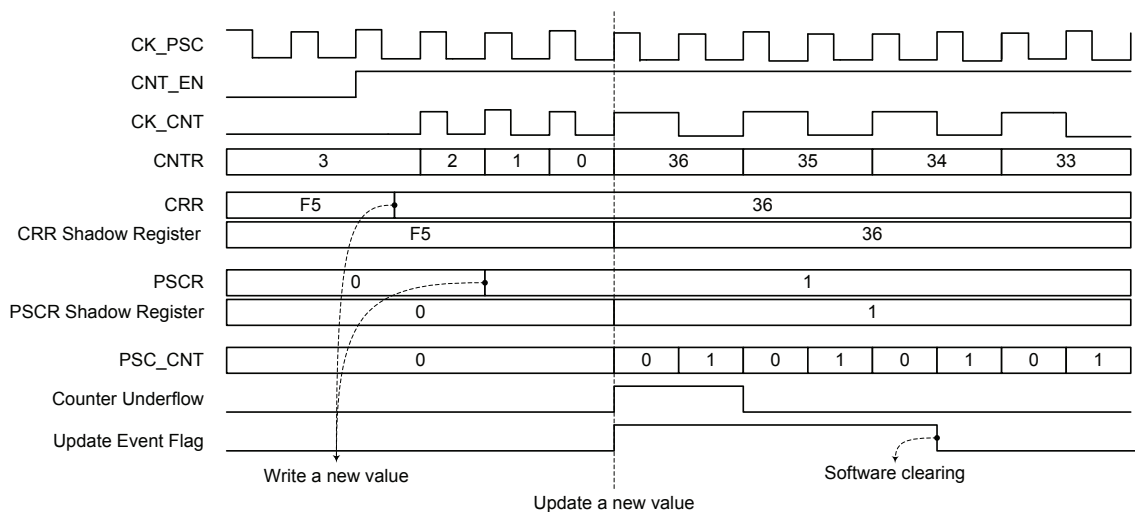 CK_PSC
CNT_EN
CK_CNT
CNTR 3 2 1 0 36 35 34 33
CRR F5 36
CRR Shadow Register F5 36
PSCR 0 1
PSCR Shadow Register 0 1
PSC_CNT 0 0 1 0 1 0 1 0 1
Counter Underflow
Update Event Flag
Write a new value Software clearing
Update a new value